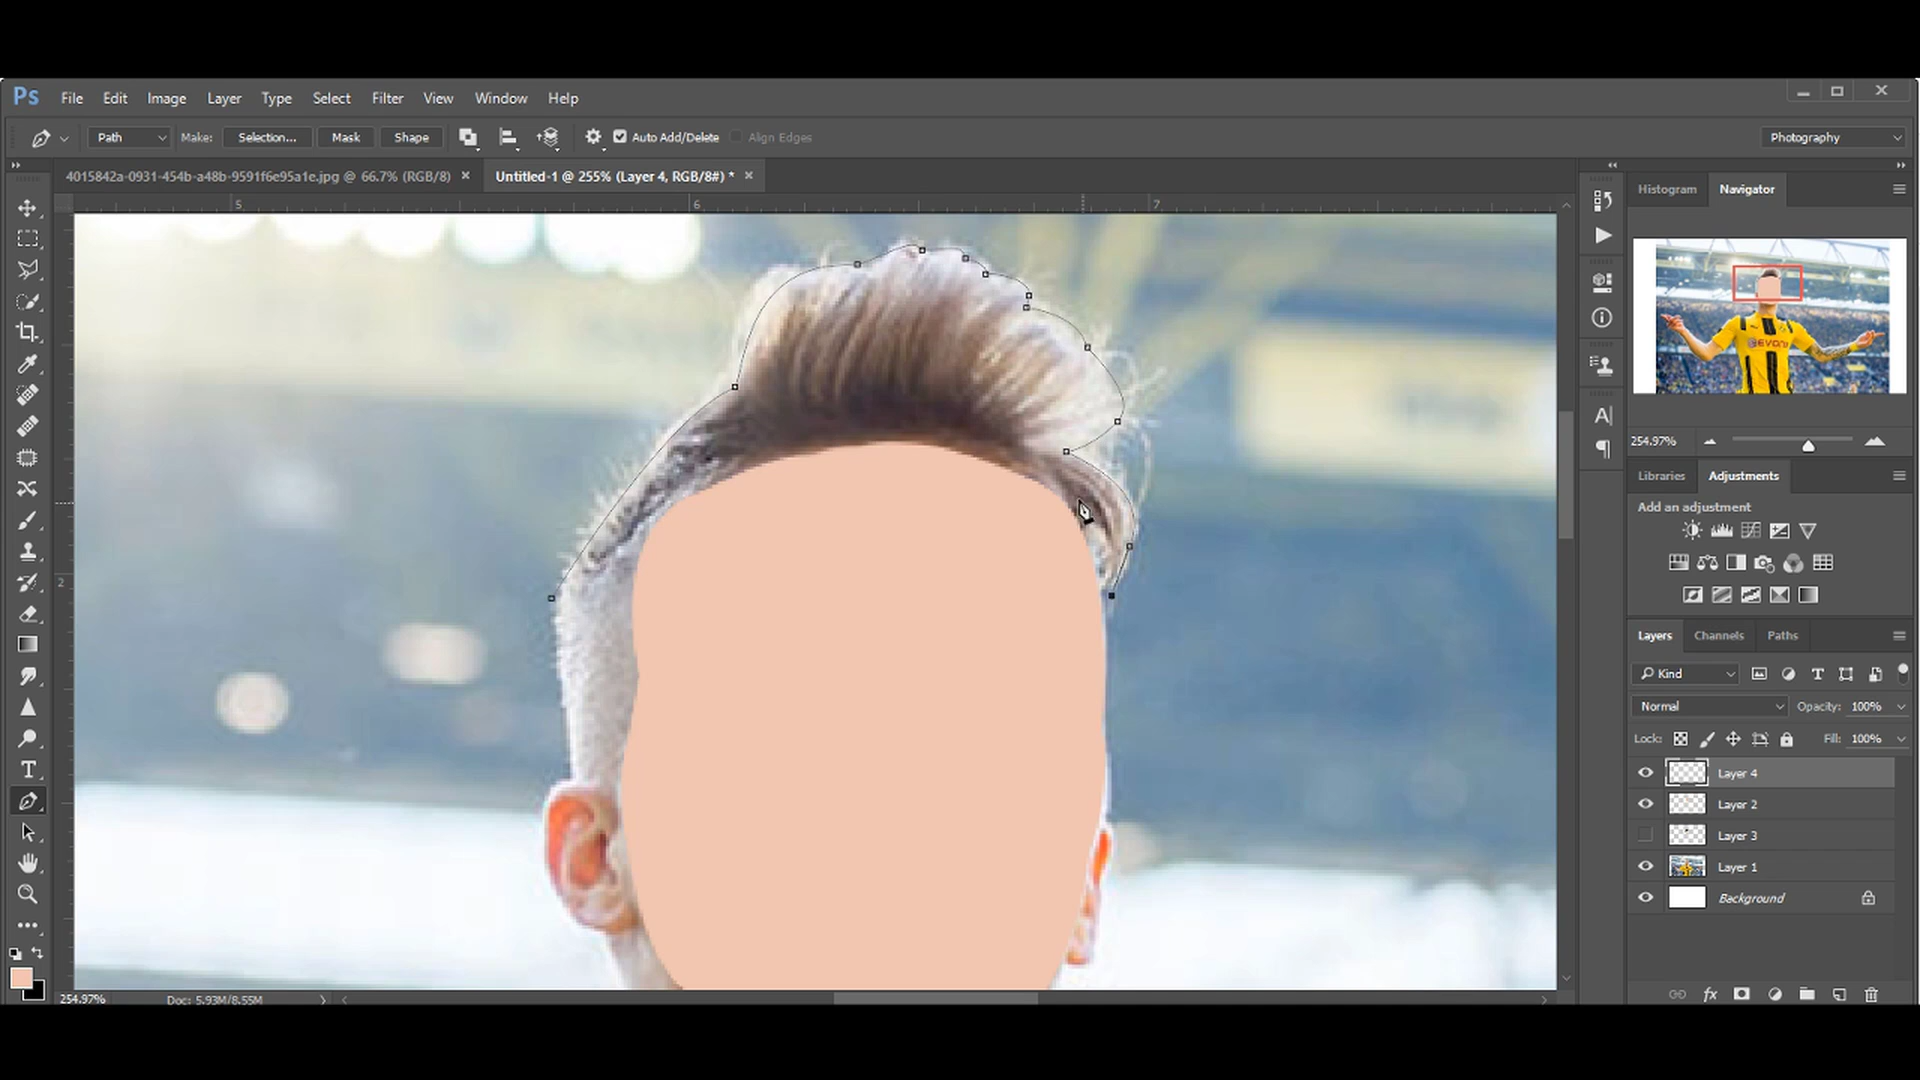 Ps File Edit Image Layer Type Select Filter View Window Help
Path Make: Selection... Mask Shape Auto Add/Delete Align Edges Photography
4015842a-0931-454b-a48b-9591f6e95a1e.jpg @ 66.7% (RGB/8) × Untitled-1 @ 255% (Layer 4, RGB/8#) * ×
Histogram Navigator
5 6 7
EVONI
254.97%
Libraries Adjustments
Add an adjustment
2
Layers Channels Paths
Kind
Normal Opacity: 100%
Lock: Fill: 100%
Layer 4
Layer 2
Layer 3
Layer 1
Background
254.97% Doc: 5.93M/8.55M
fx